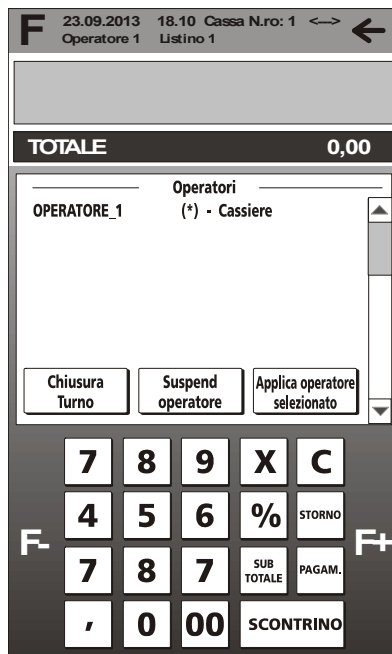 F 23.09.2013 18.10 Cassa N.ro: 1 <-->
Operatore 1 Listino 1
TOTALE 0,00
Operatori
OPERATORE_1 (*) - Cassiere
Chiusura Turno
Suspend operatore
Applica operatore selezionato
7 8 9 X C
4 5 6 % STORNO
F- F+
7 8 7 SUB TOTALE PAGAM.
, 0 00 SCONTRINO